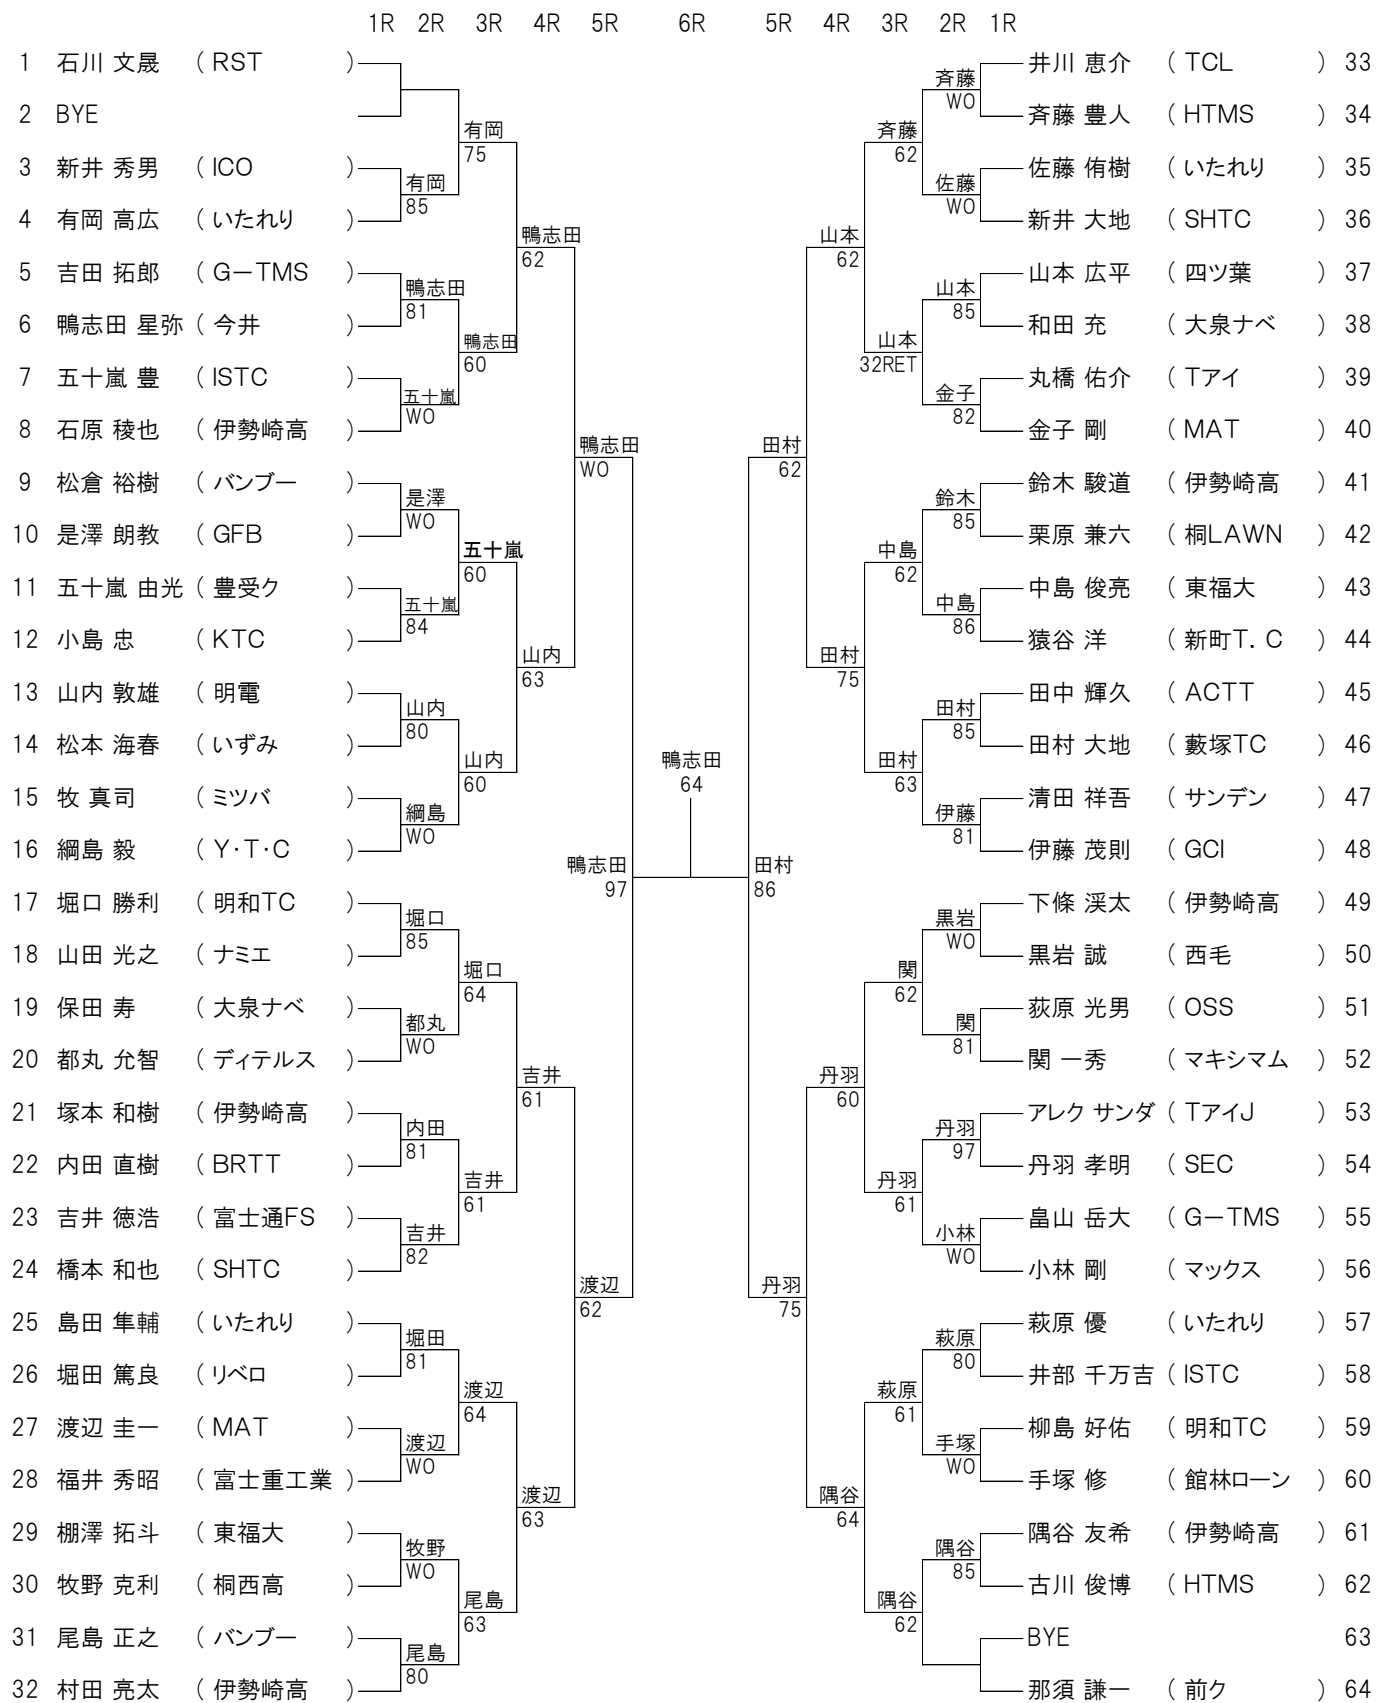 1R 2R 3R 4R 5R 6R 5R 4R 3R 2R 1R
1 石川 文晟 ( RST )
2 BYE
3 新井 秀男 ( ICO )
4 有岡 高広 ( いたれり )
5 吉田 拓郎 ( G－TMS )
6 鴨志田 星弥 ( 今井 )
7 五十嵐 豊 ( ISTC )
8 石原 稜也 ( 伊勢崎高 )
9 松倉 裕樹 ( バンブー )
10 是澤 朗教 ( GFB )
11 五十嵐 由光 ( 豊受ク )
12 小島 忠 ( KTC )
13 山内 敦雄 ( 明電 )
14 松本 海春 ( いずみ )
15 牧 真司 ( ミツバ )
16 綱島 毅 ( Y・T・C )
17 堀口 勝利 ( 明和TC )
18 山田 光之 ( ナミエ )
19 保田 寿 ( 大泉ナベ )
20 都丸 允智 ( ディテルス )
21 塚本 和樹 ( 伊勢崎高 )
22 内田 直樹 ( BRTT )
23 吉井 徳浩 ( 富士通FS )
24 橋本 和也 ( SHTC )
25 島田 隼輔 ( いたれり )
26 堀田 篤良 ( リベロ )
27 渡辺 圭一 ( MAT )
28 福井 秀昭 ( 富士重工業 )
29 棚澤 拓斗 ( 東福大 )
30 牧野 克利 ( 桐西高 )
31 尾島 正之 ( バンブー )
32 村田 亮太 ( 伊勢崎高 )
有岡
85
鴨志田
81
五十嵐
WO
是澤
WO
五十嵐
84
山内
80
綱島
WO
堀口
85
都丸
WO
内田
81
吉井
82
堀田
81
渡辺
WO
牧野
WO
尾島
80
有岡
75
鴨志田
60
五十嵐
60
山内
60
堀口
64
吉井
61
渡辺
64
尾島
63
鴨志田
62
山内
63
吉井
61
渡辺
63
鴨志田
WO
渡辺
62
鴨志田
97
鴨志田
64
田村
86
田村
62
丹羽
75
山本
62
田村
75
丹羽
60
隅谷
64
斉藤
62
山本
32RET
中島
62
田村
63
関
62
丹羽
61
萩原
61
隅谷
62
斉藤
WO
佐藤
WO
山本
85
金子
82
鈴木
85
中島
86
田村
85
伊藤
81
黒岩
WO
関
81
丹羽
97
小林
WO
萩原
80
手塚
WO
隅谷
85
井川 恵介 ( TCL ) 33
斉藤 豊人 ( HTMS ) 34
佐藤 侑樹 ( いたれり ) 35
新井 大地 ( SHTC ) 36
山本 広平 ( 四ツ葉 ) 37
和田 充 ( 大泉ナベ ) 38
丸橋 佑介 ( Tアイ ) 39
金子 剛 ( MAT ) 40
鈴木 駿道 ( 伊勢崎高 ) 41
栗原 兼六 ( 桐LAWN ) 42
中島 俊亮 ( 東福大 ) 43
猿谷 洋 ( 新町T．C ) 44
田中 輝久 ( ACTT ) 45
田村 大地 ( 藪塚TC ) 46
清田 祥吾 ( サンデン ) 47
伊藤 茂則 ( GCI ) 48
下條 渓太 ( 伊勢崎高 ) 49
黒岩 誠 ( 西毛 ) 50
荻原 光男 ( OSS ) 51
関 一秀 ( マキシマム ) 52
アレク サンダ ( TアイJ ) 53
丹羽 孝明 ( SEC ) 54
畠山 岳大 ( G－TMS ) 55
小林 剛 ( マックス ) 56
萩原 優 ( いたれり ) 57
井部 千万吉 ( ISTC ) 58
柳島 好佑 ( 明和TC ) 59
手塚 修 ( 館林ローン ) 60
隅谷 友希 ( 伊勢崎高 ) 61
古川 俊博 ( HTMS ) 62
BYE 63
那須 謙一 ( 前ク ) 64